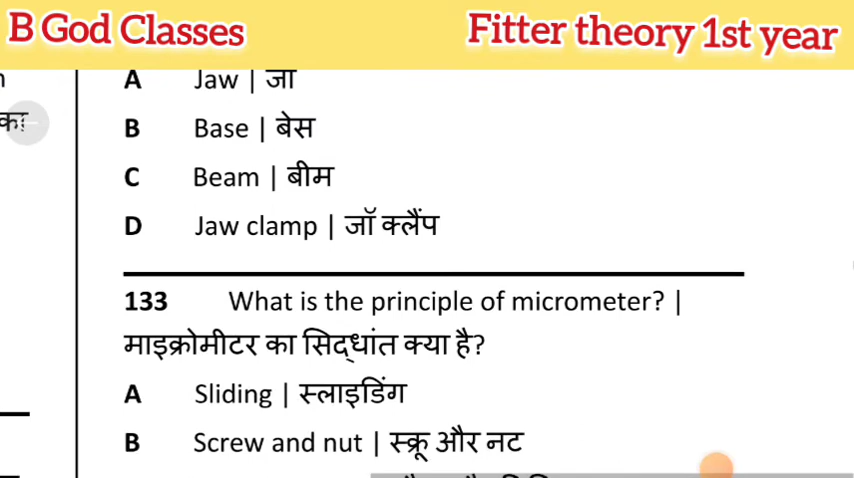 B God Classes
Fitter theory 1st year
A Jaw | जॉ
B Base | बेस
C Beam | बीम
D Jaw clamp | जॉ क्लैंप
133 What is the principle of micrometer? |
माइक्रोमीटर का सिद्धांत क्या है?
A Sliding | स्लाइडिंग
B Screw and nut | स्क्रू और नट